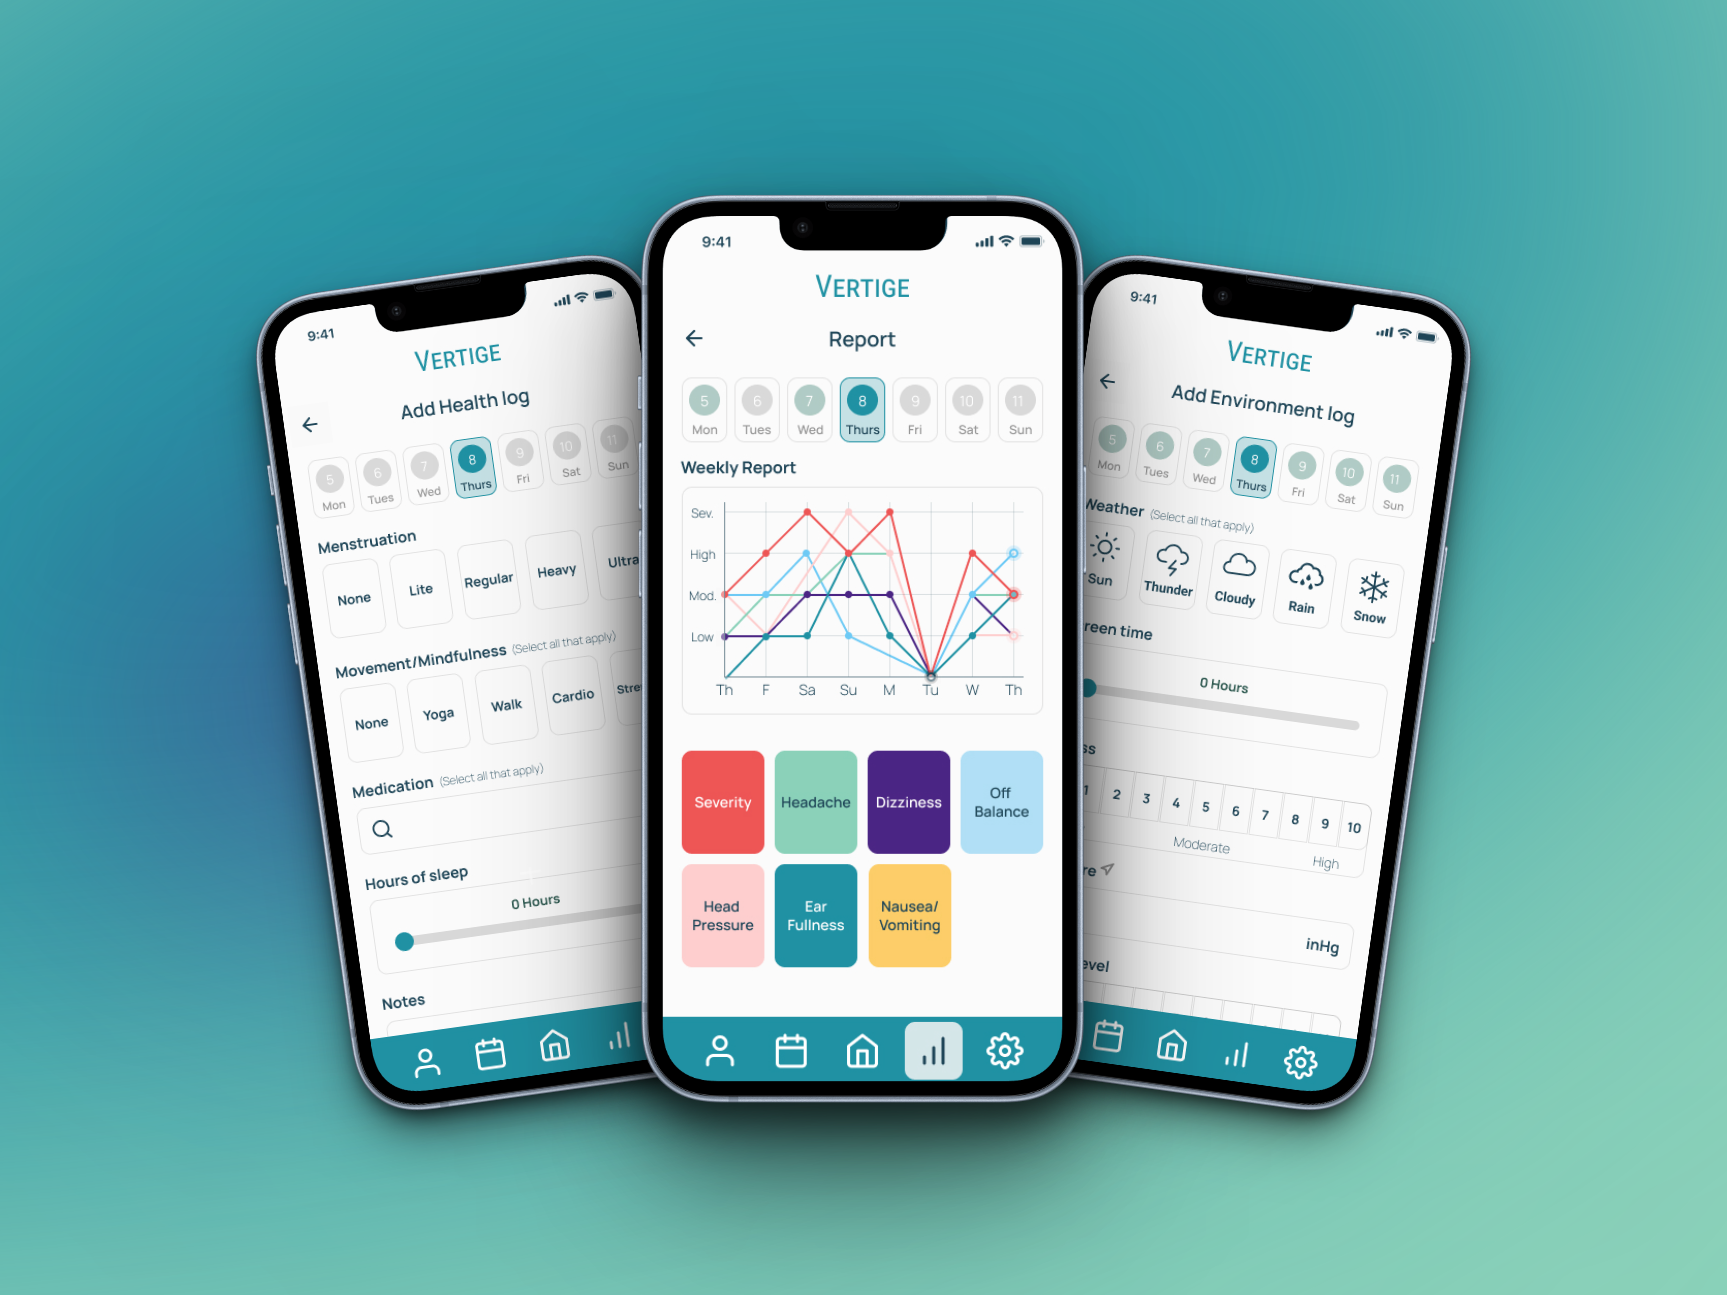 9:41
VERTIGE
Add Health log
5 6 7 8 9 10 11
Mon Tues Wed Thurs Fri Sat Sun
Menstruation
None Lite Regular Heavy Ultra
Movement/Mindfulness (Select all that apply)
None Yoga Walk Cardio Stre
Medication (Select all that apply)
Hours of sleep
0 Hours
Notes
9:41
VERTIGE
Report
5 6 7 8 9 10 11
Mon Tues Wed Thurs Fri Sat Sun
Weekly Report
Sev.
High
Mod.
Low
Th F Sa Su M Tu W Th
Severity
Headache
Dizziness
Off
Balance
Head
Pressure
Ear
Fullness
Nausea/
Vomiting
9:41
VERTIGE
Add Environment log
5 6 7 8 9 10 11
Mon Tues Wed Thurs Fri Sat Sun
Weather (Select all that apply)
Sun Thunder Cloudy Rain Snow
reen time
0 Hours
ss
1 2 3 4 5 6 7 8 9 10
Moderate High
re
inHg
evel